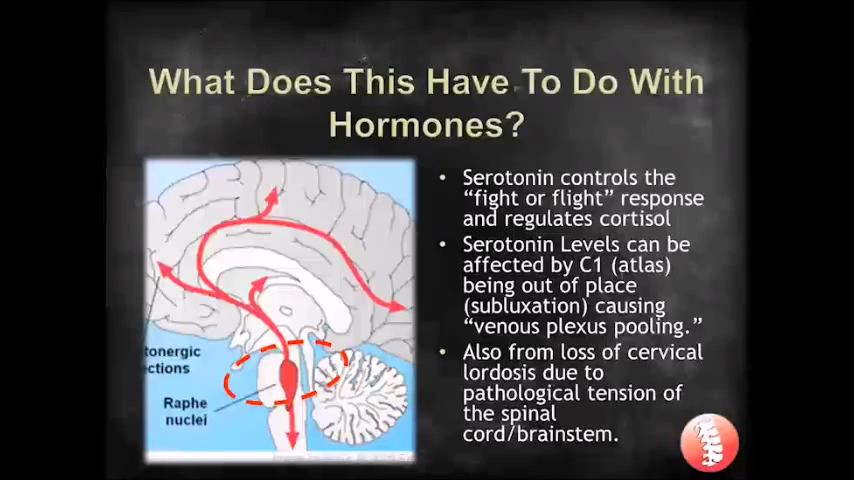 What Does This Have To Do With
Hormones?
• Serotonin controls the
“fight or flight” response
and regulates cortisol
• Serotonin Levels can be
affected by C1 (atlas)
being out of place
(subluxation) causing
“venous plexus pooling.”
• Also from loss of cervical
lordosis due to
pathological tension of
the spinal
cord/brainstem.
tonergic
ctions
Raphe
nuclei